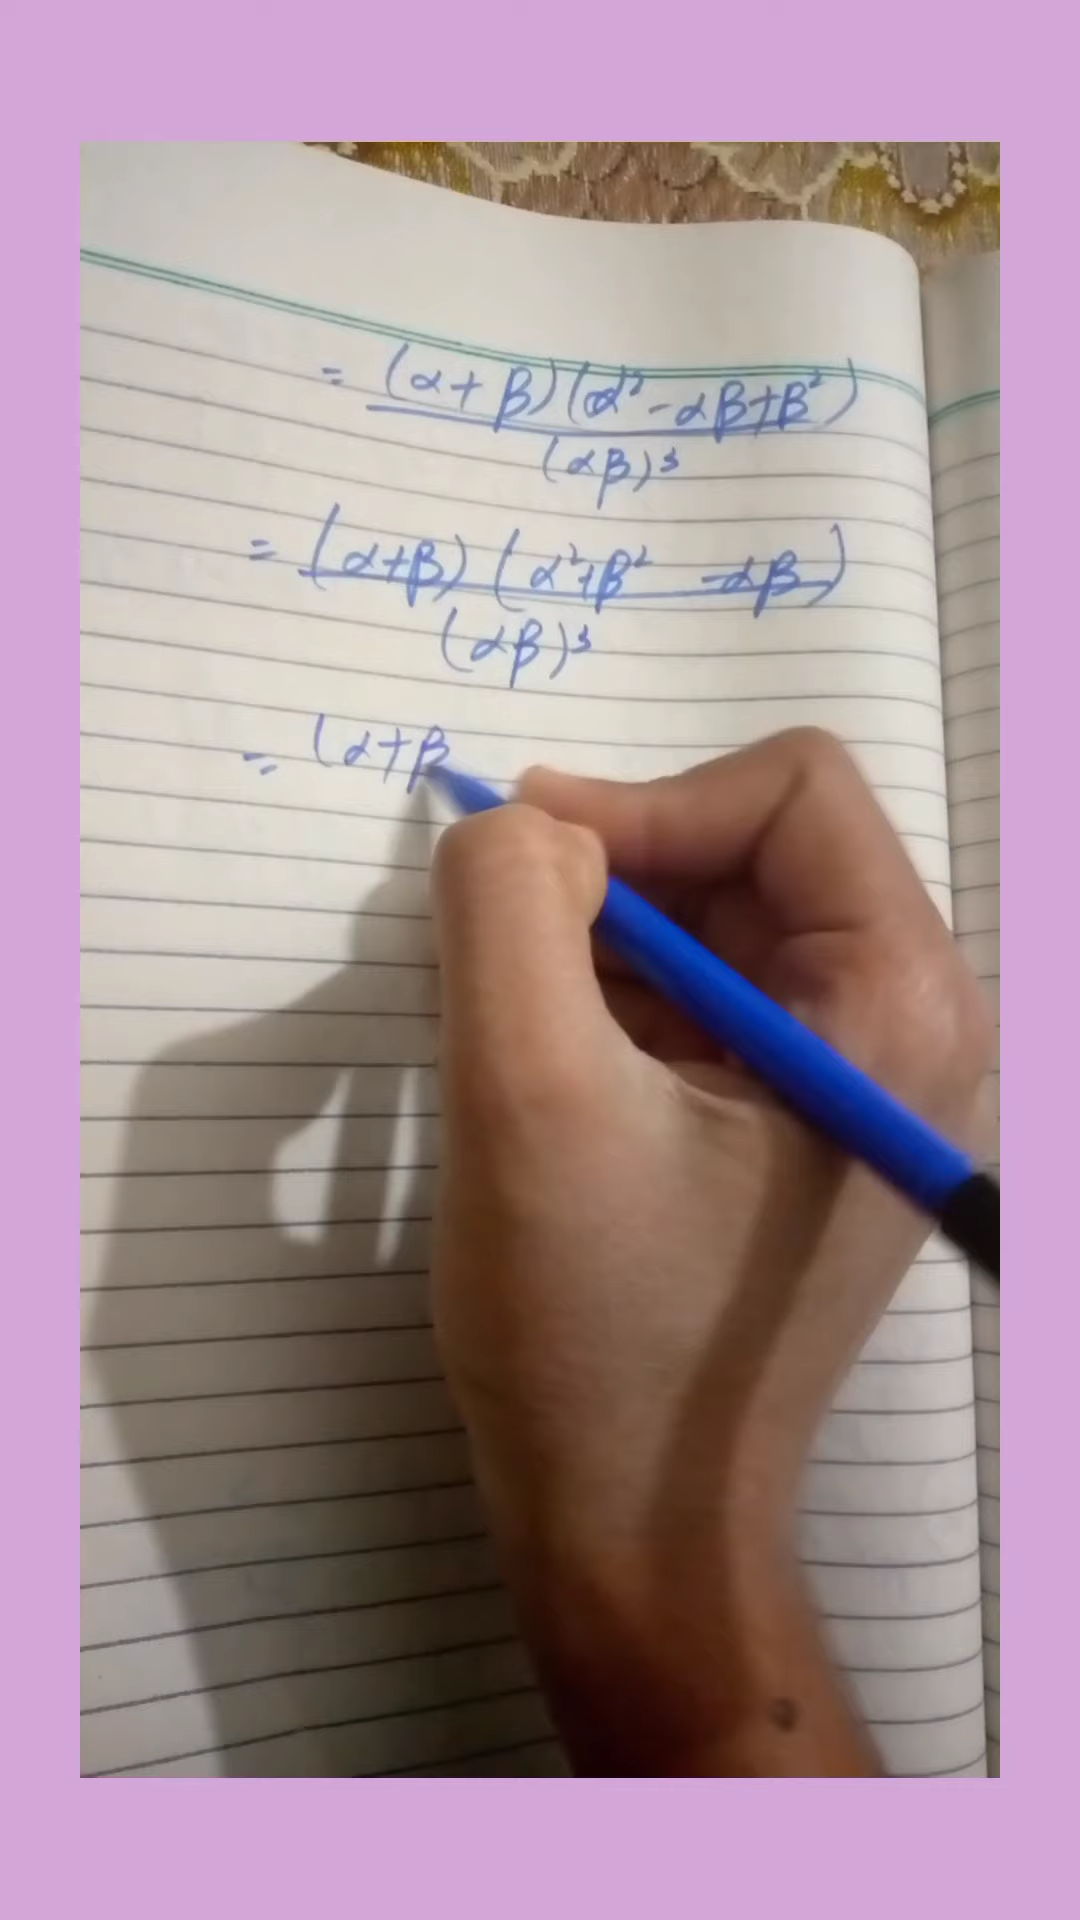 = (α + β)(α² - αβ + β²)
(αβ)³
= (α+β) (α²+β² -αβ)
(αβ)³
= (α+β